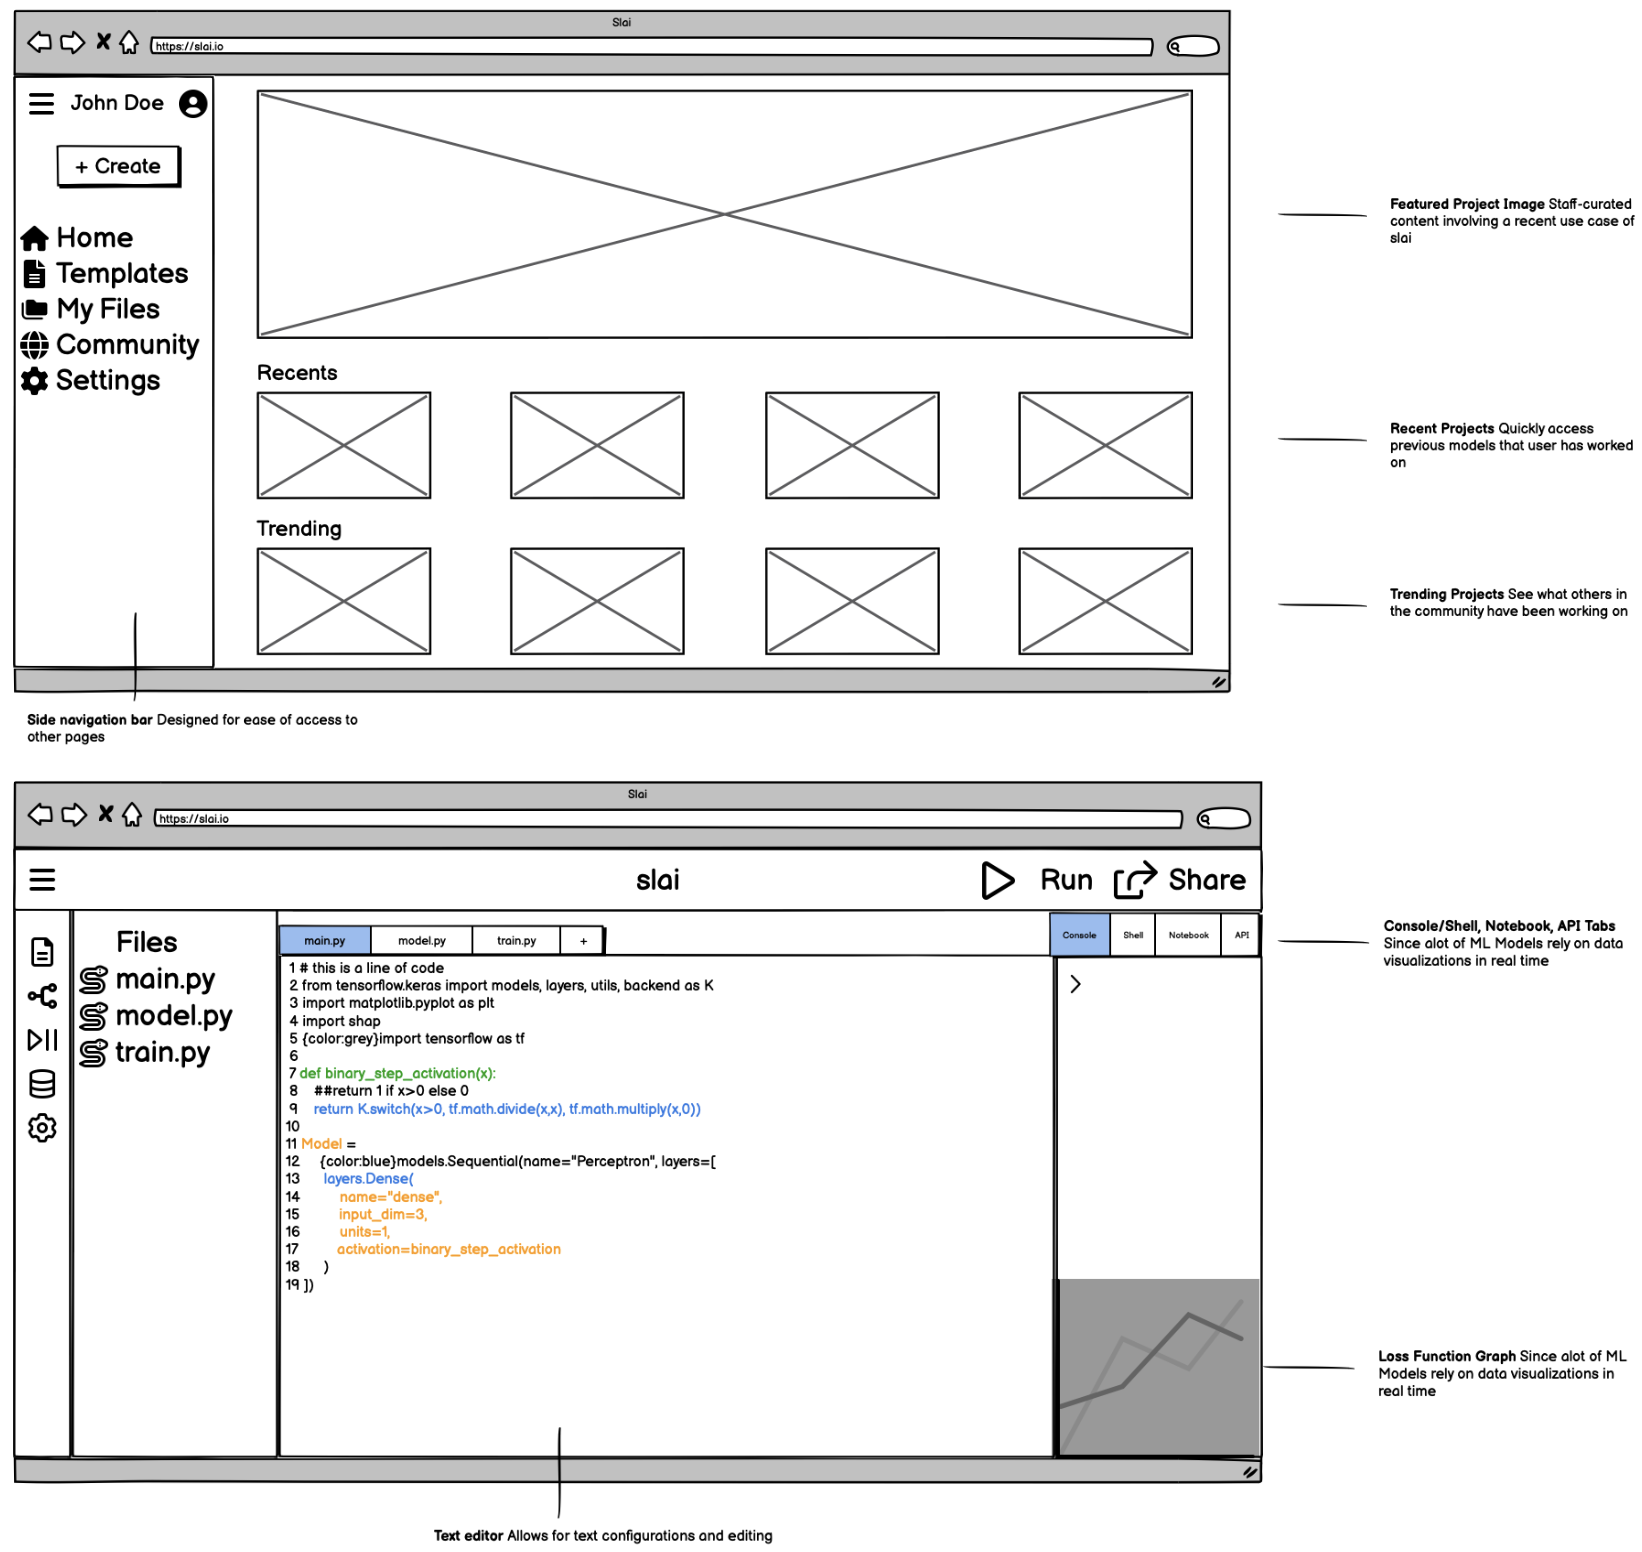 Slai
https://slai.io
John Doe
+ Create
Home
Templates
My Files
Community
Settings
Recents
Trending
Featured Project Image Staff-curated
content involving a recent use case of
slai
Recent Projects Quickly access
previous models that user has worked
on
Trending Projects See what others in
the community have been working on
Side navigation bar Designed for ease of access to
other pages
Slai
https://slai.io
slai
Run
Share
Files
main.py
model.py
train.py
main.py
model.py
train.py
+
Console
Shell
Notebook
API
1 # this is a line of code
2 from tensorflow.keras import models, layers, utils, backend as K
3 import matplotlib.pyplot as plt
4 import shap
5 {color:grey}import tensorflow as tf
6
7 def binary_step_activation(x):
8 ##return 1 if x>0 else 0
9 return K.switch(x>0, tf.math.divide(x,x), tf.math.multiply(x,0))
10
11 Model =
12 {color:blue}models.Sequential(name="Perceptron", layers=[
13 layers.Dense(
14 name="dense",
15 input_dim=3,
16 units=1,
17 activation=binary_step_activation
18 )
19 ])
>
Console/Shell, Notebook, API Tabs
Since alot of ML Models rely on data
visualizations in real time
Loss Function Graph Since alot of ML
Models rely on data visualizations in
real time
Text editor Allows for text configurations and editing